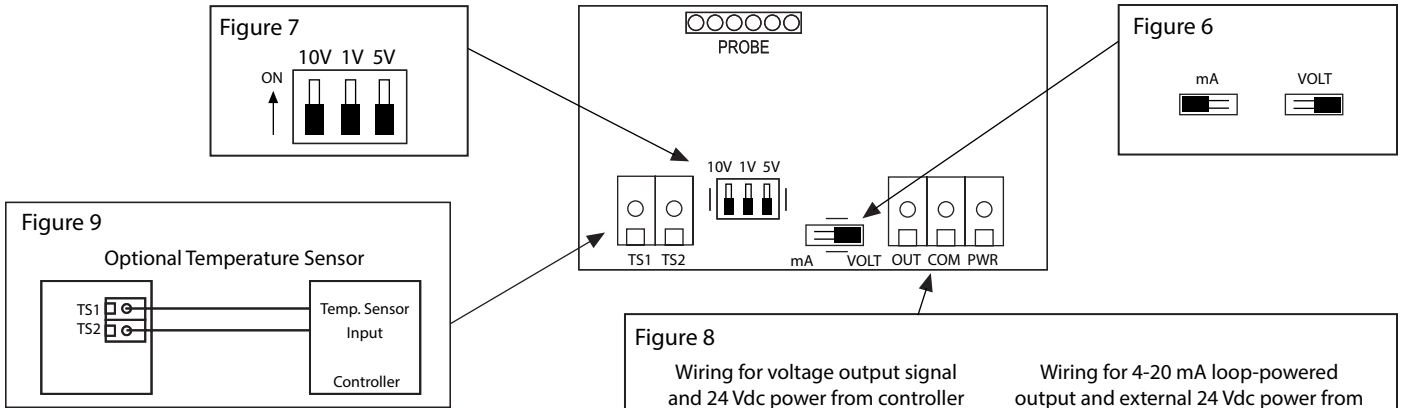 Figure 7
10V 1V 5V
ON
PROBE
10V 1V 5V
TS1 TS2
mA VOLT OUT COM PWR
Figure 6
mA VOLT
Figure 9
Optional Temperature Sensor
TS1
TS2
Temp. Sensor
Input
Controller
Figure 8
Wiring for voltage output signal
and 24 Vdc power from controller
Wiring for 4-20 mA loop-powered
output and external 24 Vdc power from